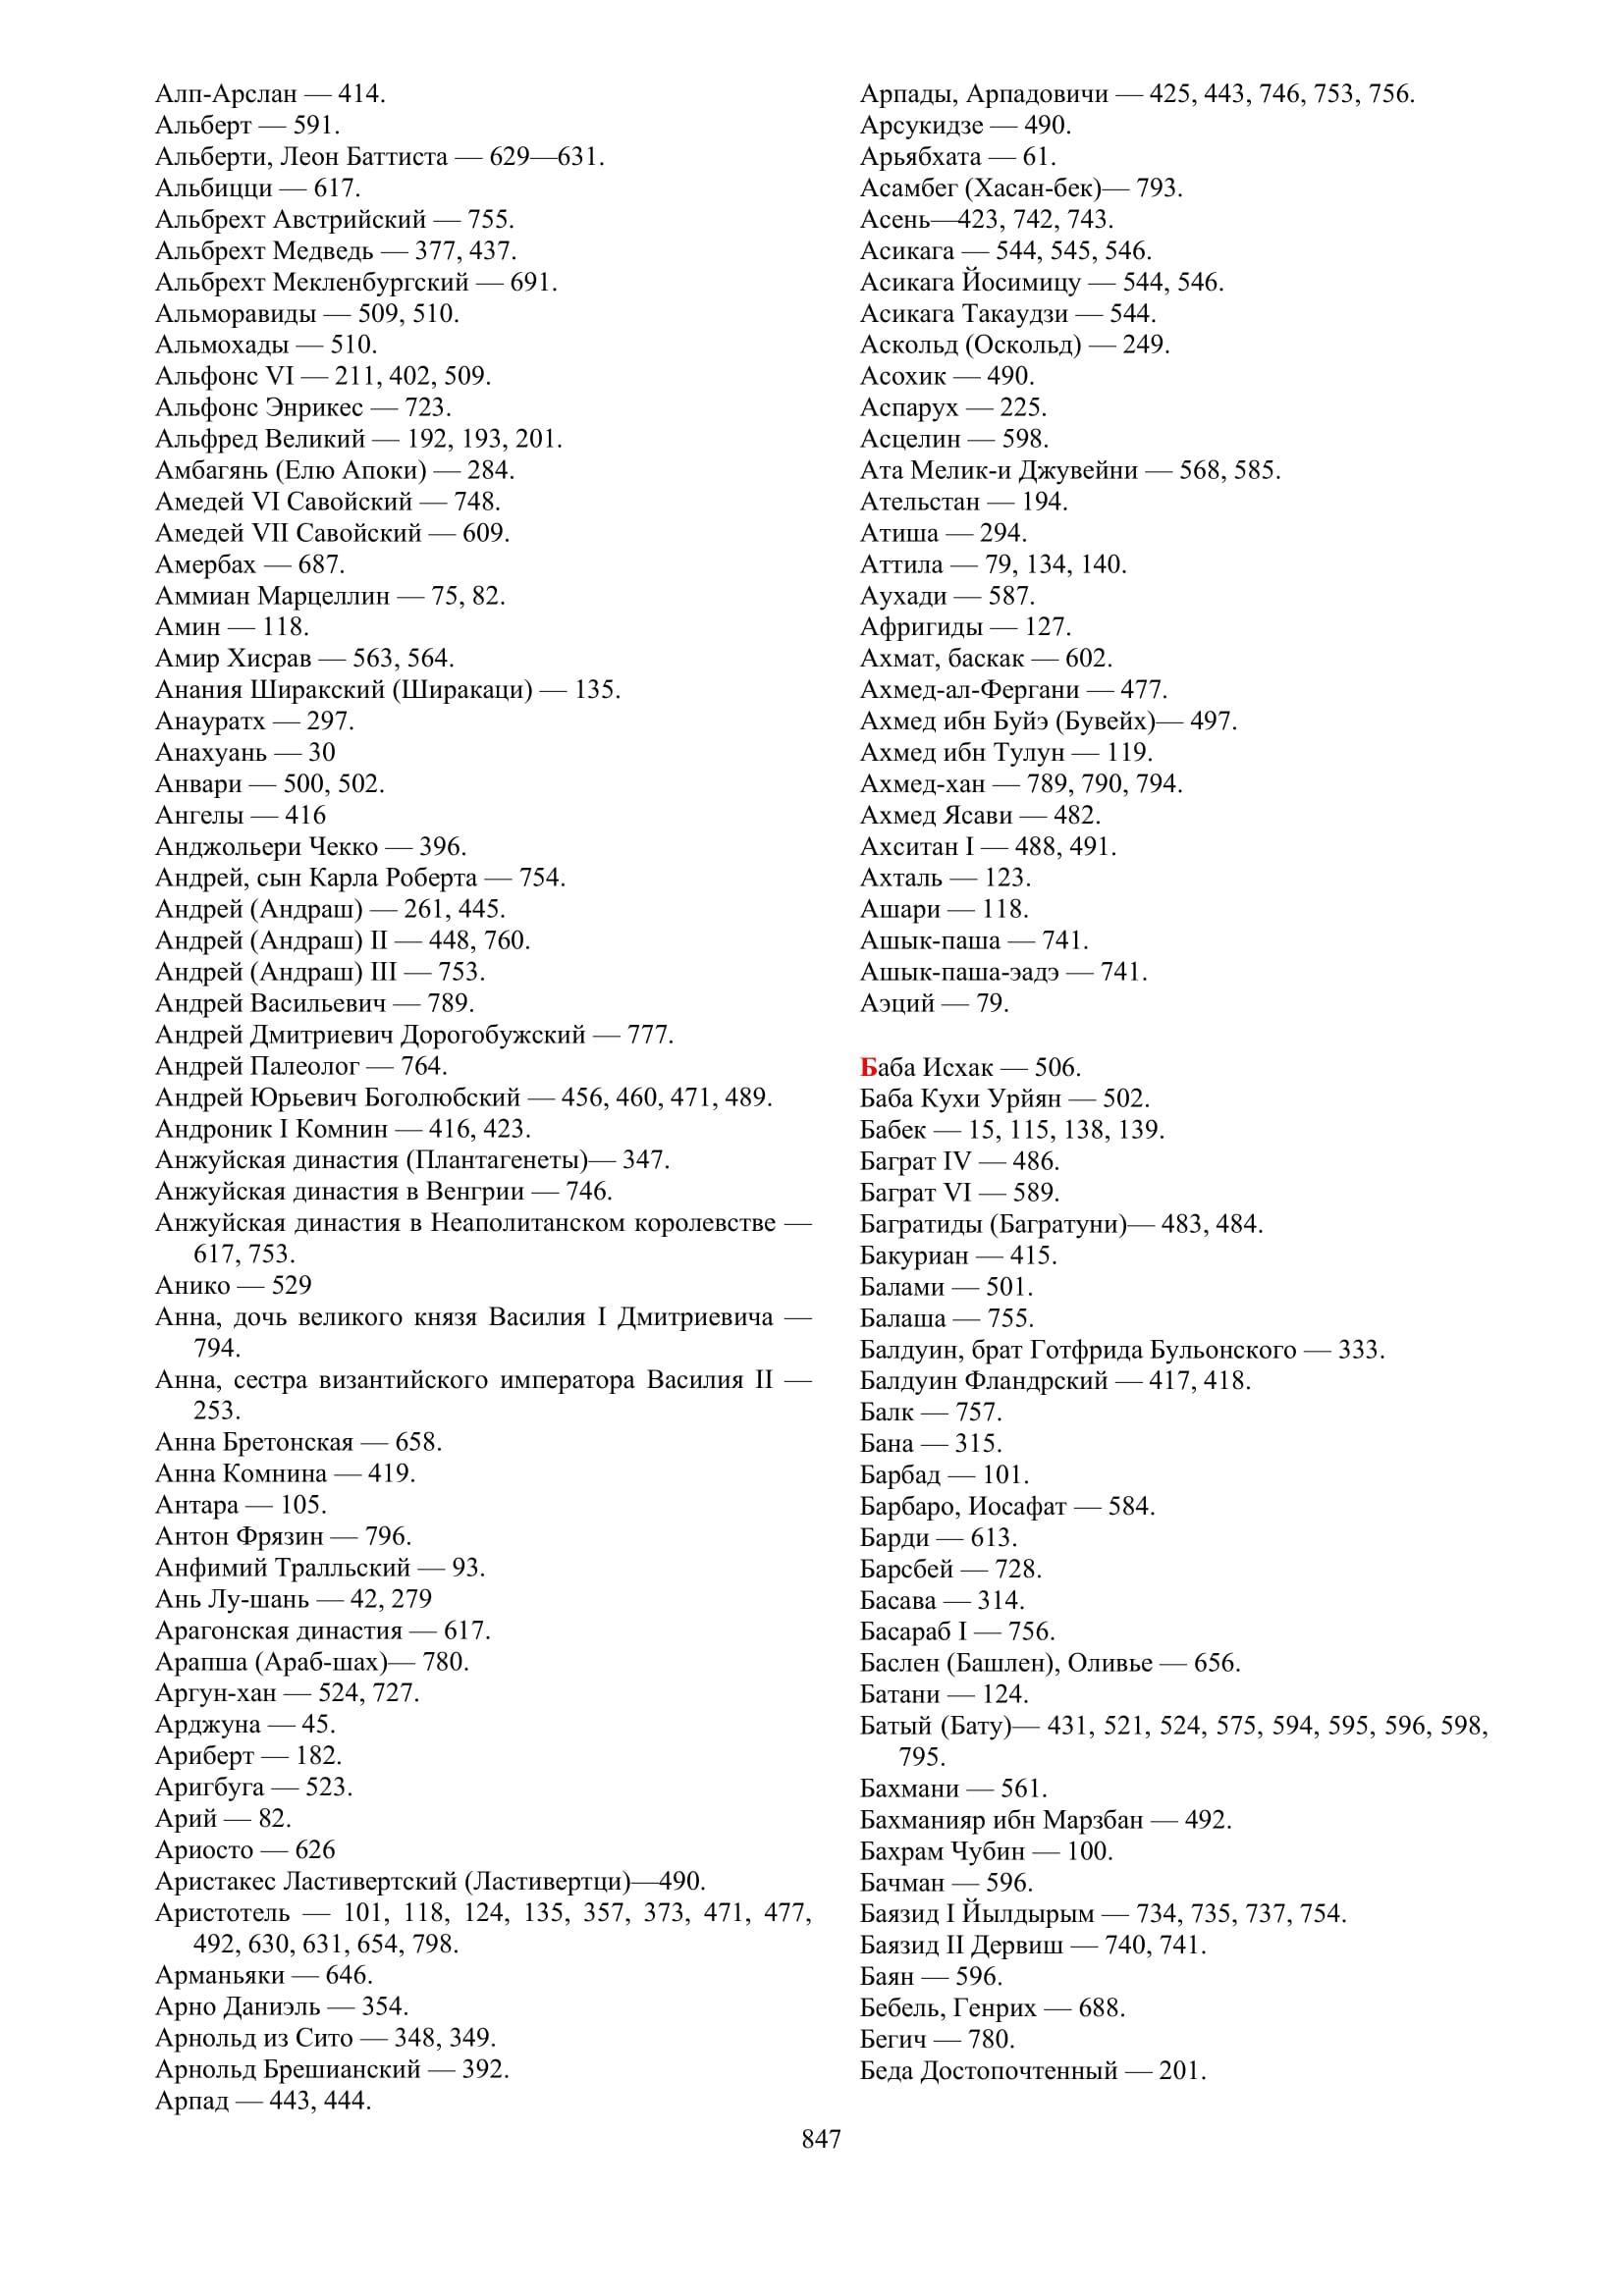 Алп-Арслан — 414.
Альберт — 591.
Альберти, Леон Баттиста — 629—631.
Альбицци — 617.
Альбрехт Австрийский — 755.
Альбрехт Медведь — 377, 437.
Альбрехт Мекленбургский — 691.
Альморавиды — 509, 510.
Альмохады — 510.
Альфонс VI — 211, 402, 509.
Альфонс Энрикес — 723.
Альфред Великий — 192, 193, 201.
Амбагянь (Елю Апоки) — 284.
Амедей VI Савойский — 748.
Амедей VII Савойский — 609.
Амербах — 687.
Аммиан Марцеллин — 75, 82.
Амин — 118.
Амир Хисрав — 563, 564.
Анания Ширакский (Ширакаци) — 135.
Анауратх — 297.
Анахуань — 30
Анвари — 500, 502.
Ангелы — 416
Анджольери Чекко — 396.
Андрей, сын Карла Роберта — 754.
Андрей (Андраш) — 261, 445.
Андрей (Андраш) II — 448, 760.
Андрей (Андраш) III — 753.
Андрей Васильевич — 789.
Андрей Дмитриевич Дорогобужский — 777.
Андрей Палеолог — 764.
Андрей Юрьевич Боголюбский — 456, 460, 471, 489.
Андроник I Комнин — 416, 423.
Анжуйская династия (Плантагенеты)— 347.
Анжуйская династия в Венгрии — 746.
Анжуйская династия в Неаполитанском королевстве —
617, 753.
Анико — 529
Анна, дочь великого князя Василия I Дмитриевича —
794.
Анна, сестра византийского императора Василия II —
253.
Анна Бретонская — 658.
Анна Комнина — 419.
Антара — 105.
Антон Фрязин — 796.
Анфимий Тралльский — 93.
Ань Лу-шань — 42, 279
Арагонская династия — 617.
Арапша (Араб-шах)— 780.
Аргун-хан — 524, 727.
Арджуна — 45.
Ариберт — 182.
Аригбуга — 523.
Арий — 82.
Ариосто — 626
Аристакес Ластивертский (Ластивертци)—490.
Аристотель — 101, 118, 124, 135, 357, 373, 471, 477,
492, 630, 631, 654, 798.
Арманьяки — 646.
Арно Даниэль — 354.
Арнольд из Сито — 348, 349.
Арнольд Брешианский — 392.
Арпад — 443, 444.
Арпады, Арпадовичи — 425, 443, 746, 753, 756.
Арсукидзе — 490.
Арьябхата — 61.
Асамбег (Хасан-бек)— 793.
Асень—423, 742, 743.
Асикага — 544, 545, 546.
Асикага Йосимицу — 544, 546.
Асикага Такаудзи — 544.
Аскольд (Оскольд) — 249.
Асохик — 490.
Аспарух — 225.
Асцелин — 598.
Ата Мелик-и Джувейни — 568, 585.
Ательстан — 194.
Атиша — 294.
Аттила — 79, 134, 140.
Аухади — 587.
Афригиды — 127.
Ахмат, баскак — 602.
Ахмед-ал-Фергани — 477.
Ахмед ибн Буйэ (Бувейх)— 497.
Ахмед ибн Тулун — 119.
Ахмед-хан — 789, 790, 794.
Ахмед Ясави — 482.
Ахситан I — 488, 491.
Ахталь — 123.
Ашари — 118.
Ашык-паша — 741.
Ашык-паша-эадэ — 741.
Аэций — 79.
Баба Исхак — 506.
Баба Кухи Урйян — 502.
Бабек — 15, 115, 138, 139.
Баграт IV — 486.
Баграт VI — 589.
Багратиды (Багратуни)— 483, 484.
Бакуриан — 415.
Балами — 501.
Балаша — 755.
Балдуин, брат Готфрида Бульонского — 333.
Балдуин Фландрский — 417, 418.
Балк — 757.
Бана — 315.
Барбад — 101.
Барбаро, Иосафат — 584.
Барди — 613.
Барсбей — 728.
Басава — 314.
Басараб I — 756.
Баслен (Башлен), Оливье — 656.
Батани — 124.
Батый (Бату)— 431, 521, 524, 575, 594, 595, 596, 598,
795.
Бахмани — 561.
Бахманияр ибн Марзбан — 492.
Бахрам Чубин — 100.
Бачман — 596.
Баязид I Йылдырым — 734, 735, 737, 754.
Баязид II Дервиш — 740, 741.
Баян — 596.
Бебель, Генрих — 688.
Бегич — 780.
Беда Достопочтенный — 201.
847